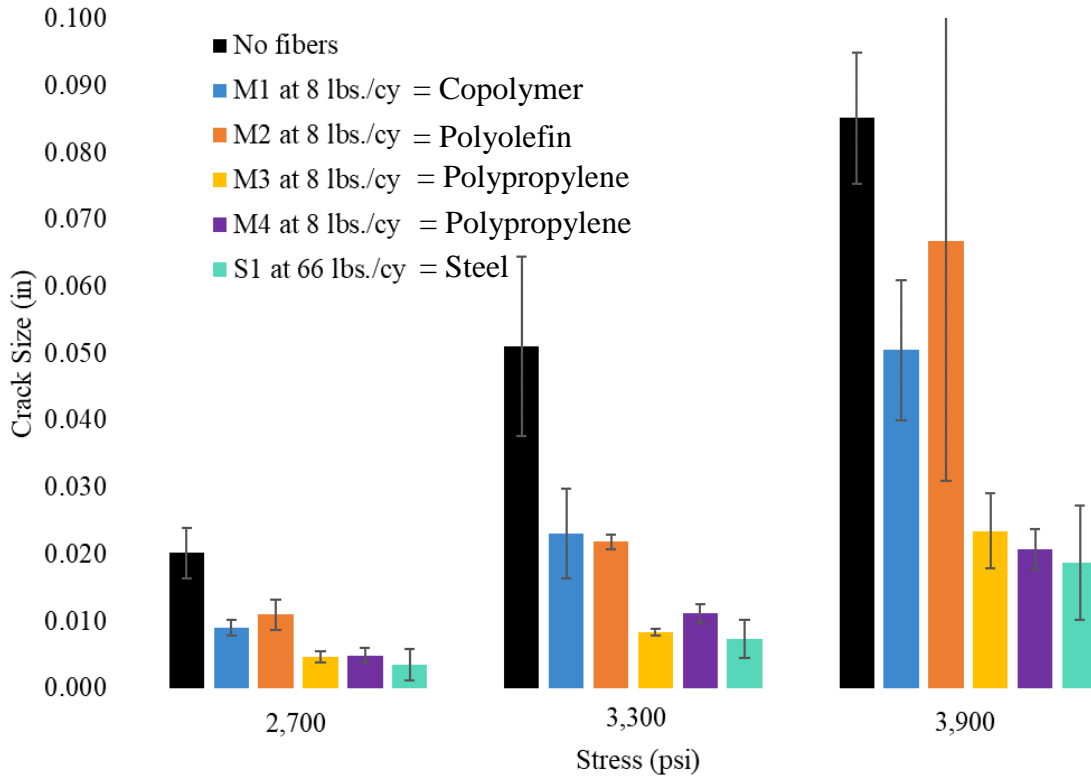 0.100
0.090
0.080
0.070
0.060
0.050
0.040
0.030
0.020
0.010
0.000
Crack Size (in)
No fibers
M1 at 8 lbs./cy = Copolymer
M2 at 8 lbs./cy = Polyolefin
M3 at 8 lbs./cy = Polypropylene
M4 at 8 lbs./cy = Polypropylene
S1 at 66 lbs./cy = Steel
2,700
3,300
3,900
Stress (psi)